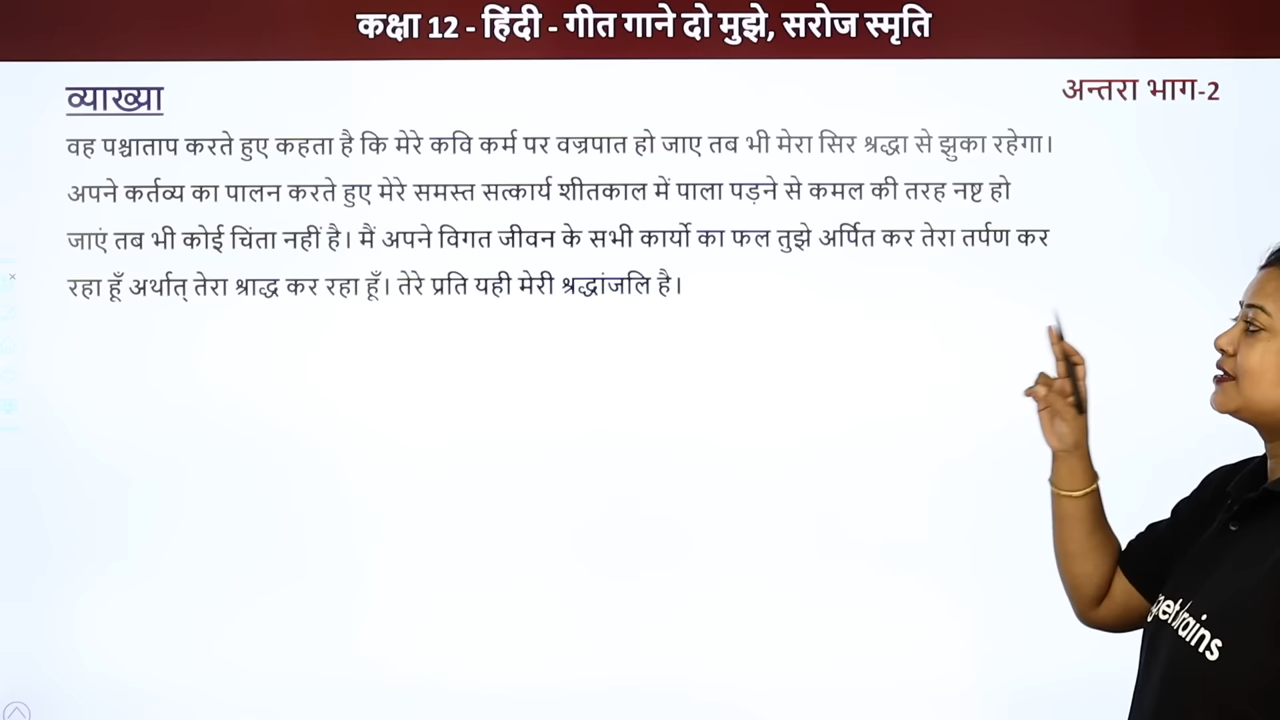 कक्षा 12 - हिंदी - गीत गाने दो मुझे, सरोज स्मृति
व्याख्या
अन्तरा भाग-2
वह पश्चाताप करते हुए कहता है कि मेरे कवि कर्म पर वज्रपात हो जाए तब भी मेरा सिर श्रद्धा से झुका रहेगा।
अपने कर्तव्य का पालन करते हुए मेरे समस्त सत्कार्य शीतकाल में पाला पड़ने से कमल की तरह नष्ट हो
जाएं तब भी कोई चिंता नहीं है। मैं अपने विगत जीवन के सभी कार्यो का फल तुझे अर्पित कर तेरा तर्पण कर
रहा हूँ अर्थात् तेरा श्राद्ध कर रहा हूँ। तेरे प्रति यही मेरी श्रद्धांजलि है।